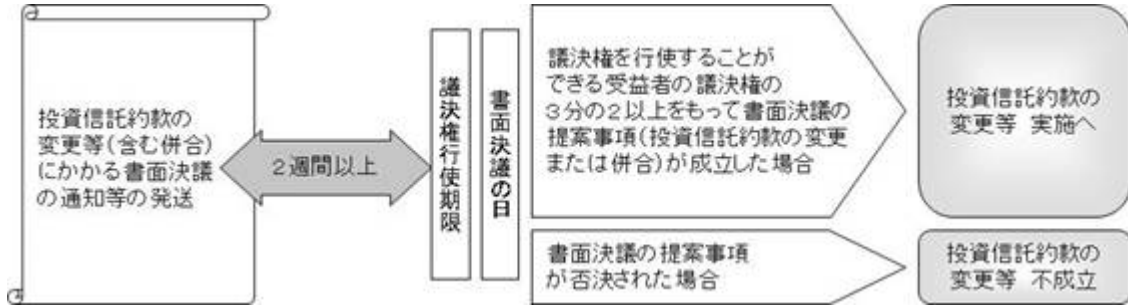 投資信託約款の
変更等(含む併合)
にかかる書面決議
の通知等の発送
2週間以上
議決権行使期限
書面決議の日
議決権を行使することが
できる受益者の議決権の
3分の2以上をもって書面決議の
提案事項(投資信託約款の変更
または併合)が成立した場合
投資信託約款の
変更等 実施へ
書面決議の提案事項
が否決された場合
投資信託約款の
変更等 不成立